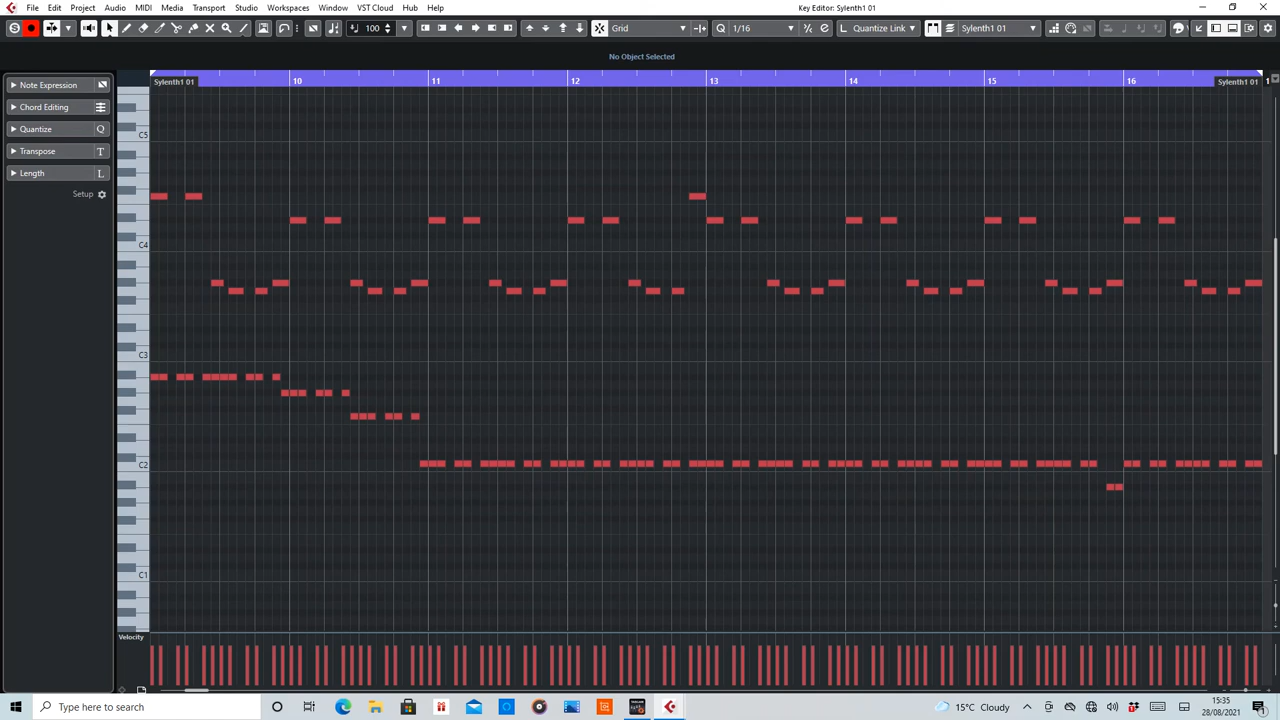 Key Editor: Sylenth1 01
File Edit Project Audio MIDI Media Transport Studio Workspaces Window VST Cloud Hub Help
100 Grid 1/16 Quantize Link Sylenth1 01
No Object Selected
10 11 12 13 14 15 16 1
Sylenth1 01 Sylenth1 01
Note Expression
Chord Editing
Quantize Q
Transpose T
Length L
Setup
C5
C4
C3
C2
C1
Velocity
Type here to search
15°C Cloudy
15:35
28/08/2021